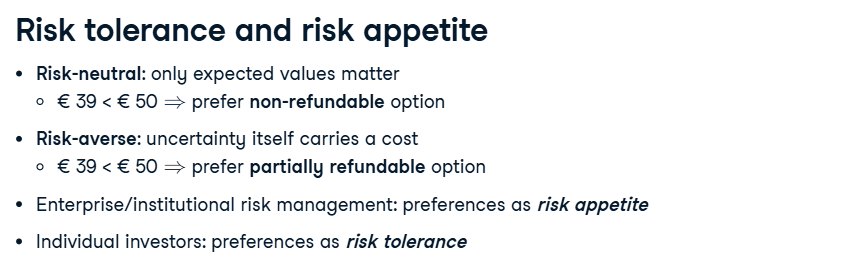 Risk tolerance and risk appetite
• Risk-neutral: only expected values matter
◦ € 39 < € 50 ⇒ prefer non-refundable option
• Risk-averse: uncertainty itself carries a cost
◦ € 39 < € 50 ⇒ prefer partially refundable option
• Enterprise/institutional risk management: preferences as risk appetite
• Individual investors: preferences as risk tolerance